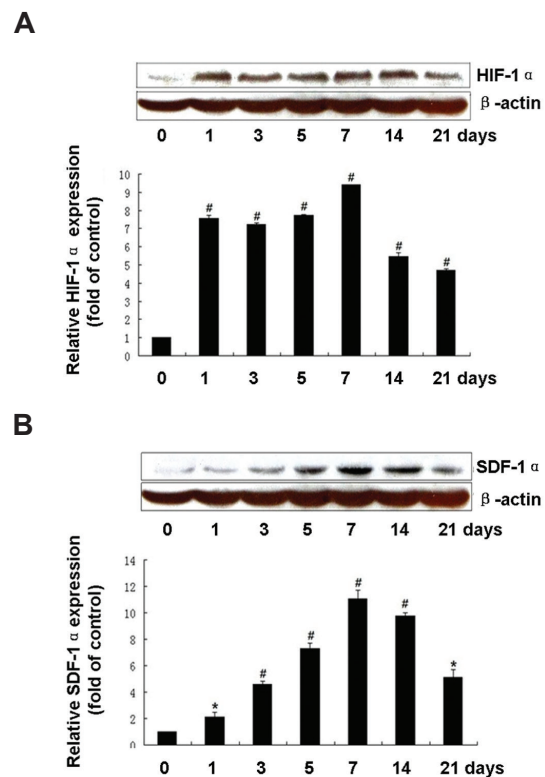 A
HIF-1 α
β-actin
0 1 3 5 7 14 21 days
Relative HIF-1 α expression
(fold of control)
10
9
8
7
6
5
4
3
2
1
0
# # # # # #
0 1 3 5 7 14 21 days
B
SDF-1 α
β-actin
0 1 3 5 7 14 21 days
Relative SDF-1 α expression
(fold of control)
14
12
10
8
6
4
2
0
* # # # # *
0 1 3 5 7 14 21 days